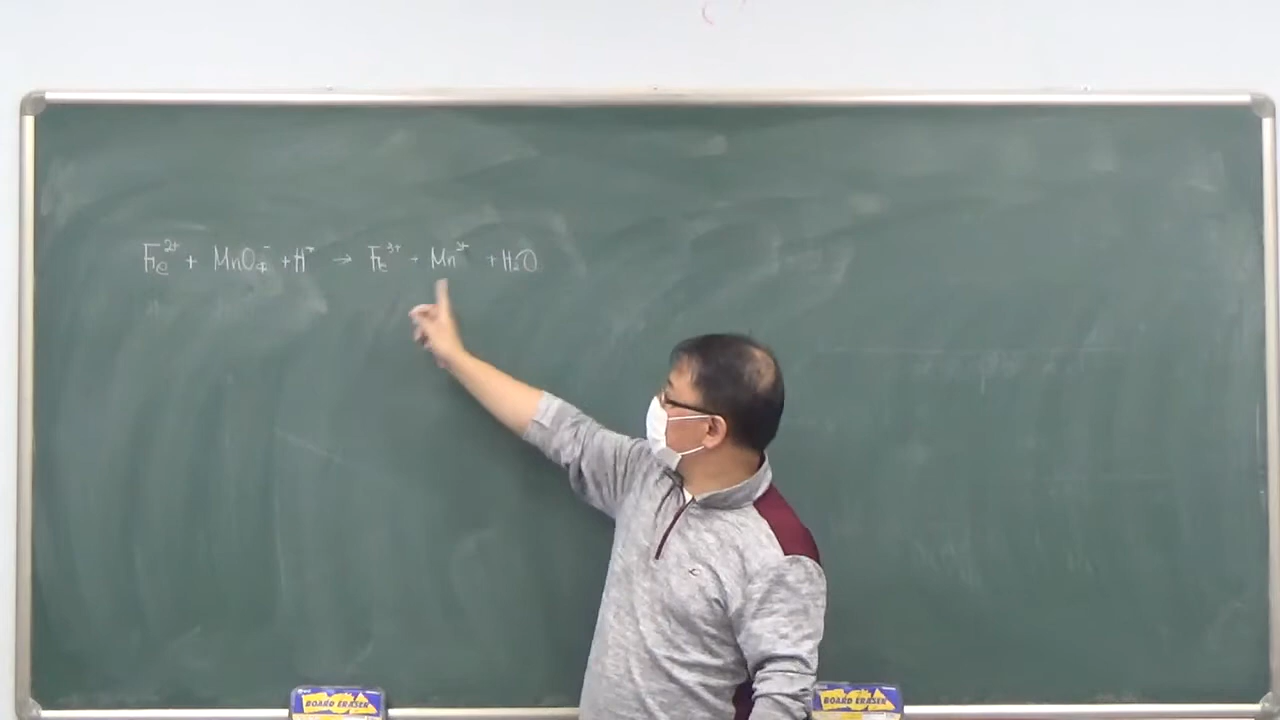 Fe²⁺ + MnO₄⁻ + H⁺ → Fe³⁺ + Mn²⁺ + H₂O
BOARD ERASER
BOARD ERASER